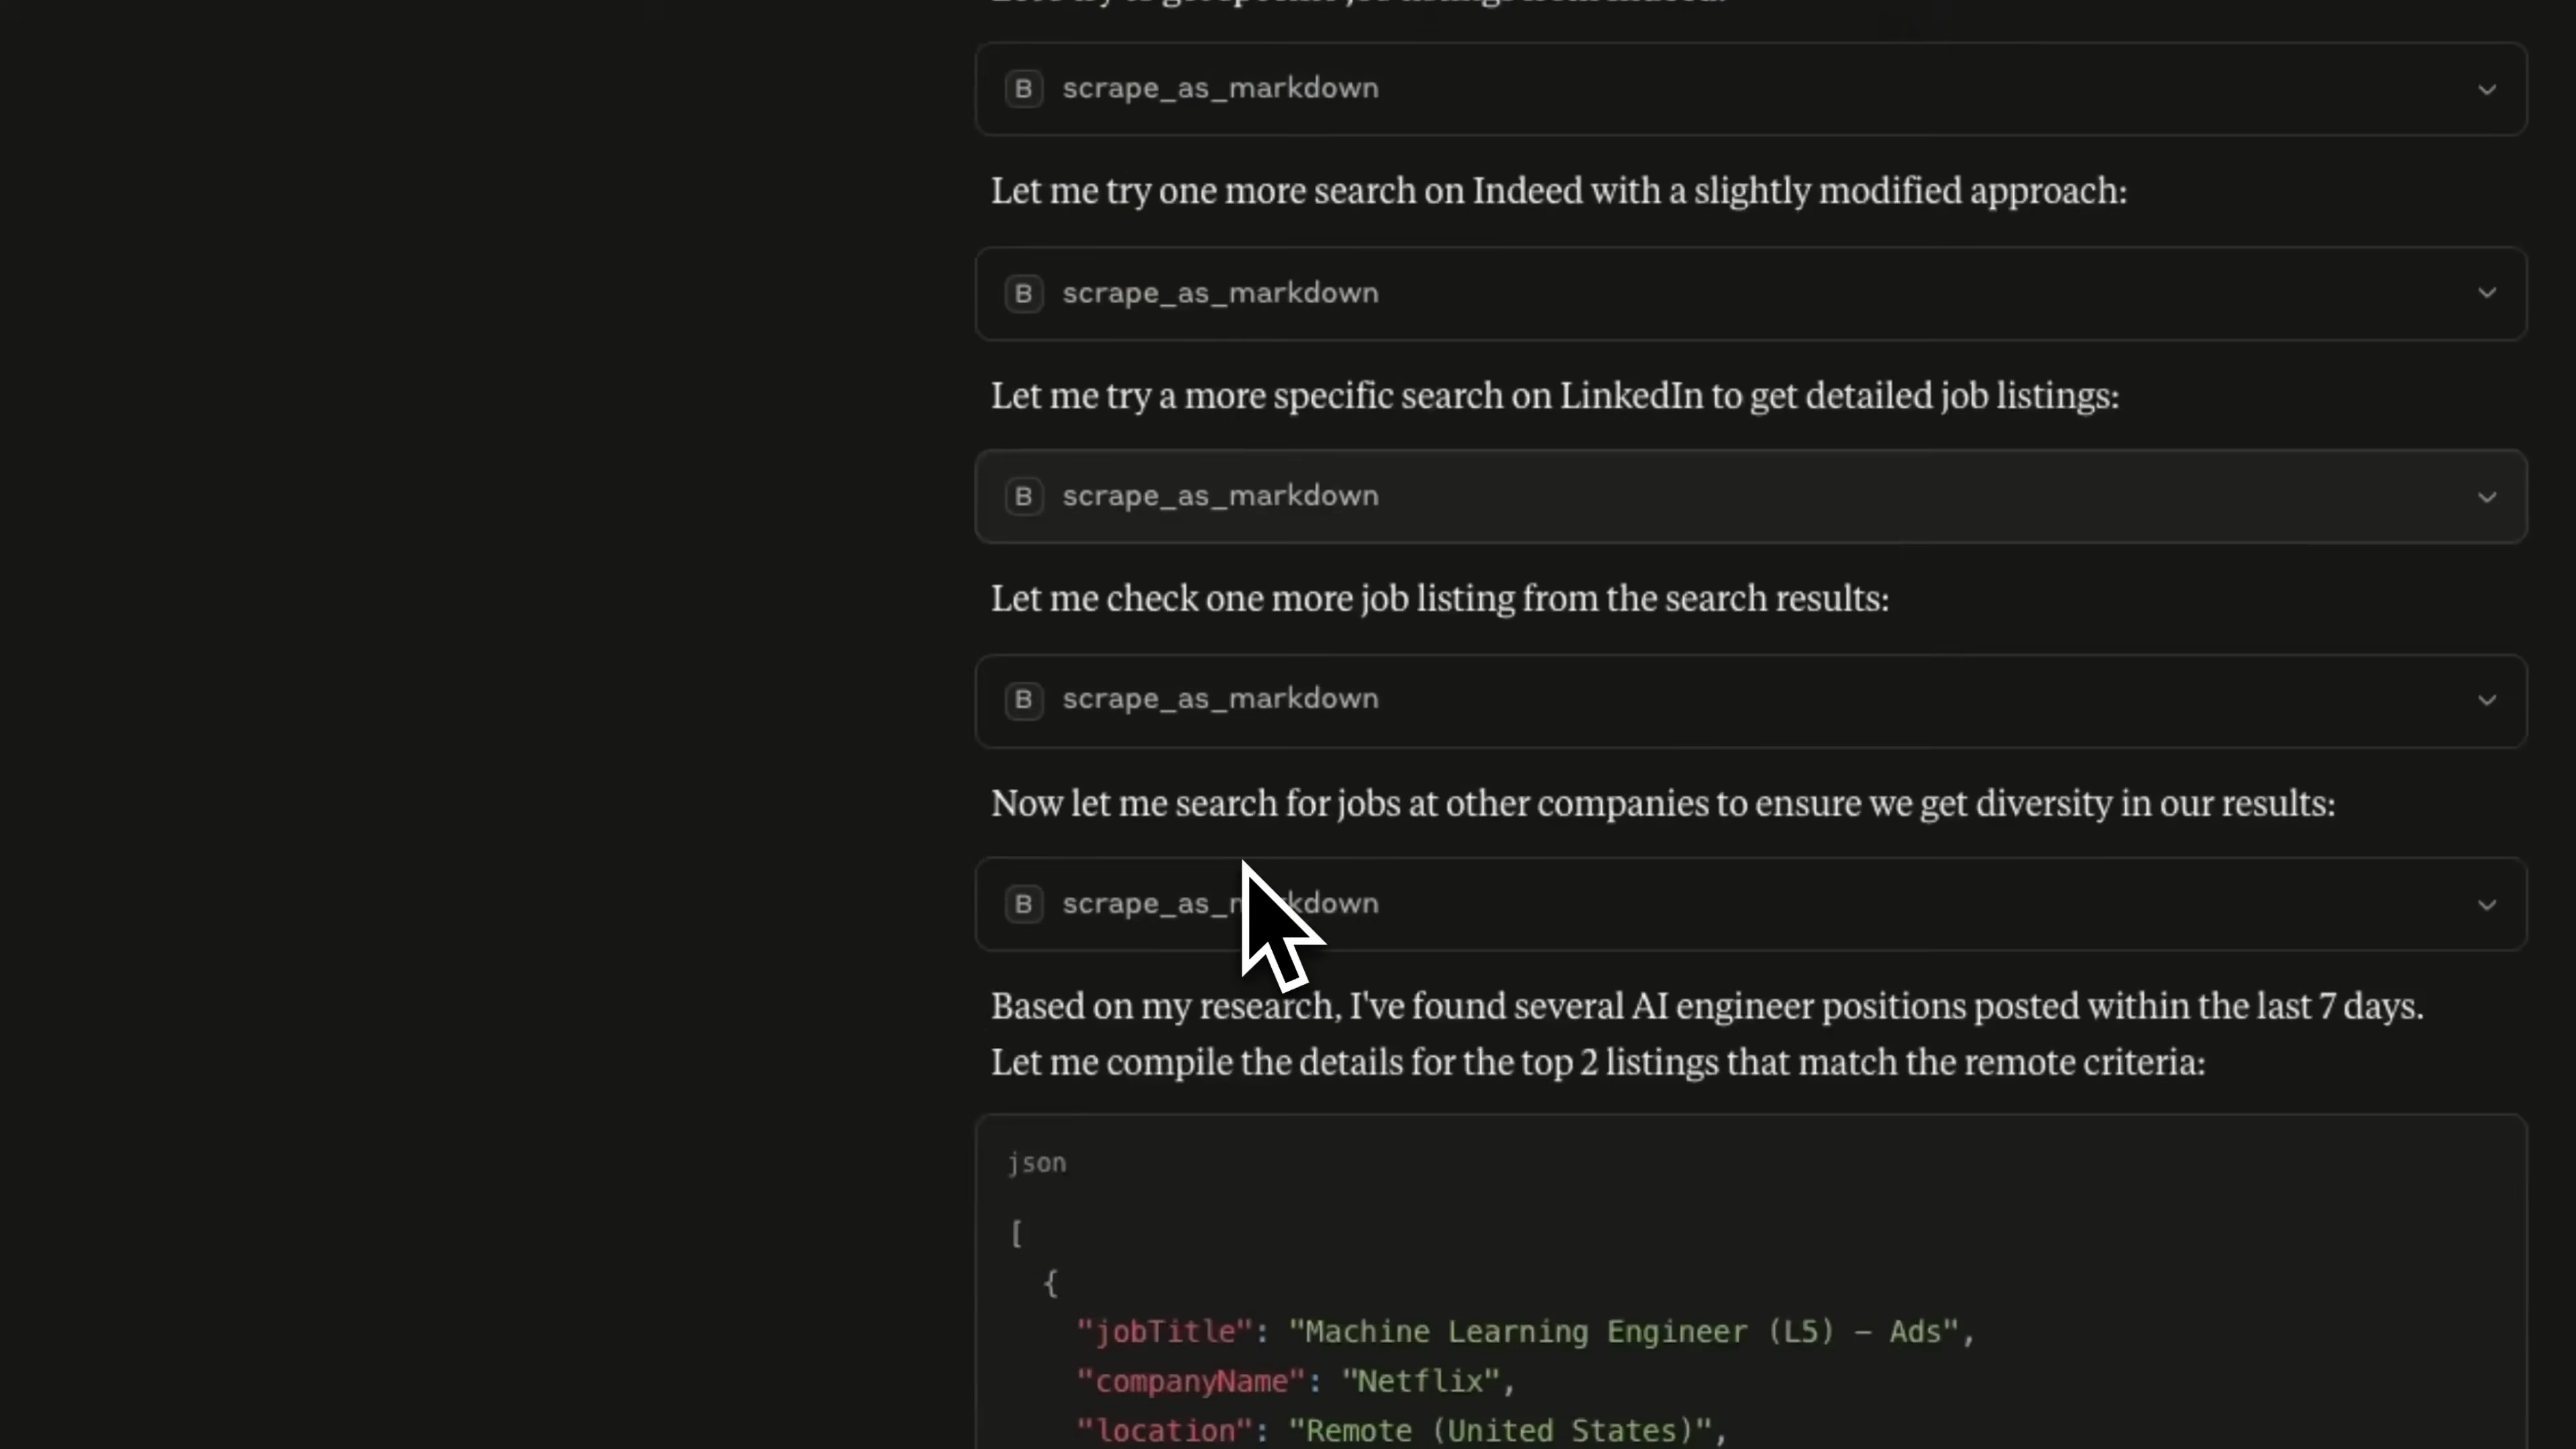 B scrape_as_markdown
Let me try one more search on Indeed with a slightly modified approach:
B scrape_as_markdown
Let me try a more specific search on LinkedIn to get detailed job listings:
B scrape_as_markdown
Let me check one more job listing from the search results:
B scrape_as_markdown
Now let me search for jobs at other companies to ensure we get diversity in our results:
B scrape_as_markdown
Based on my research, I've found several AI engineer positions posted within the last 7 days.
Let me compile the details for the top 2 listings that match the remote criteria:
json
[
{
"jobTitle": "Machine Learning Engineer (L5) – Ads",
"companyName": "Netflix",
"location": "Remote (United States)",